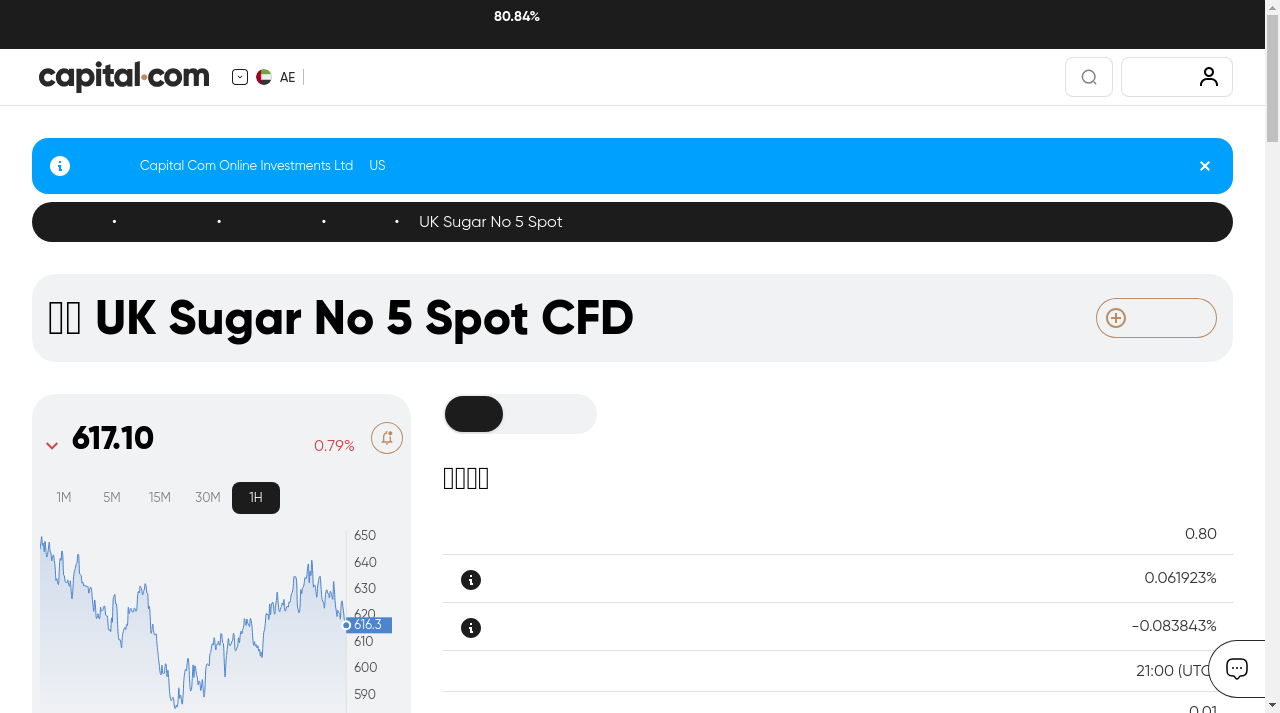 80.84%
capital.com
AE
Capital Com Online Investments Ltd US
UK Sugar No 5 Spot
UK Sugar No 5 Spot CFD
617.10
0.79%
1M 5M 15M 30M 1H
650
640
630
620
616.3
610
600
590
0.80
0.061923%
-0.083843%
21:00 (UTC
0.01